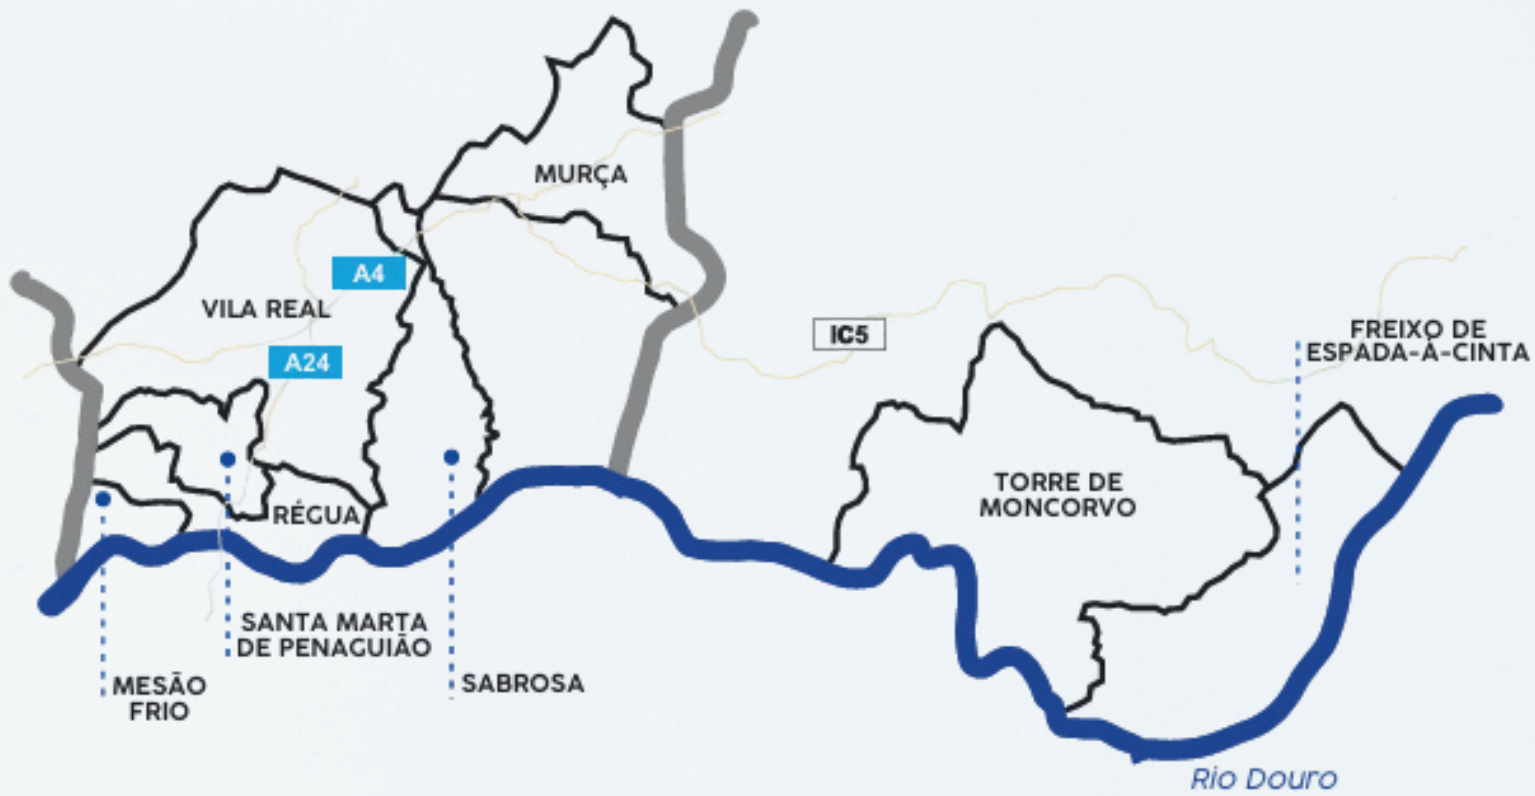 MURÇA
A4
VILA REAL
IC5
FREIXO DE
ESPADA-À-CINTA
A24
TORRE DE
MONCORVO
RÉGUA
SANTA MARTA
DE PENAGUIÃO
MESÃO
FRIO
SABROSA
Rio Douro